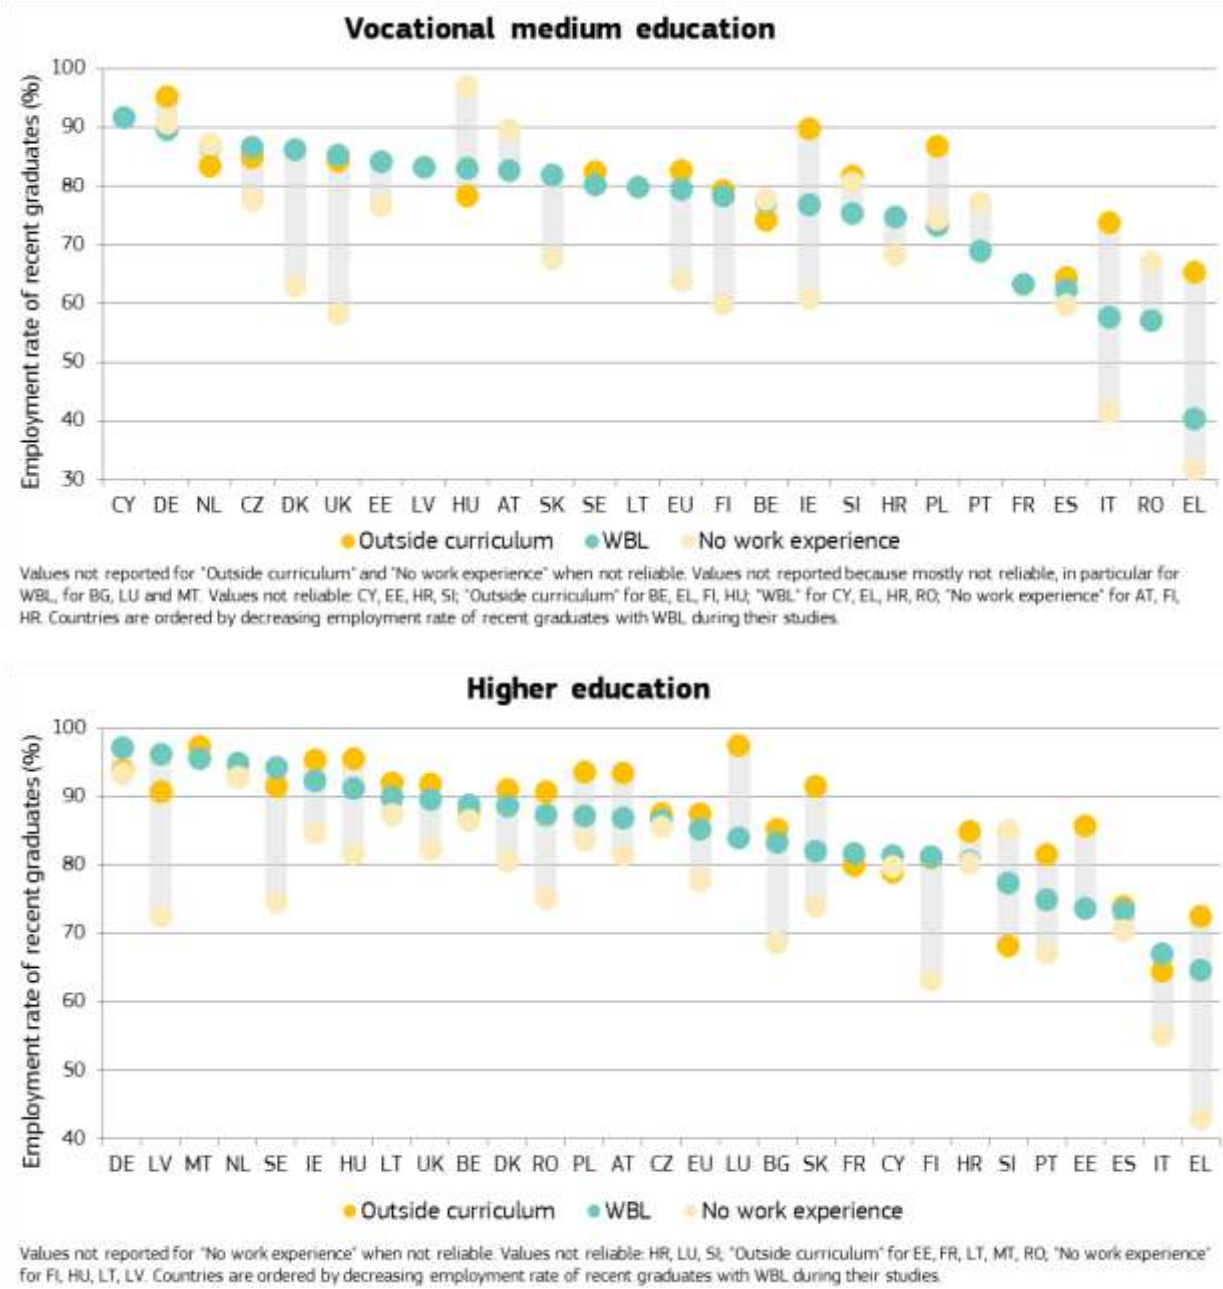 Vocational medium education
Employment rate of recent graduates (%)
100
90
80
70
60
50
40
30
CY DE NL CZ DK UK EE LV HU AT SK SE LT EU FI BE IE SI HR PL PT FR ES IT RO EL
Outside curriculum WBL No work experience
Values not reported for "Outside curriculum" and "No work experience" when not reliable. Values not reported because mostly not reliable, in particular for
WBL, for BG, LU and MT. Values not reliable: CY, EE, HR, SI; "Outside curriculum" for BE, EL, FI, HU; "WBL" for CY, EL, HR, RO; "No work experience" for AT, FI,
HR. Countries are ordered by decreasing employment rate of recent graduates with WBL during their studies.
Higher education
Employment rate of recent graduates (%)
100
90
80
70
60
50
40
DE LV MT NL SE IE HU LT UK BE DK RO PL AT CZ EU LU BG SK FR CY FI HR SI PT EE ES IT EL
Outside curriculum WBL No work experience
Values not reported for "No work experience" when not reliable. Values not reliable: HR, LU, SI; "Outside curriculum" for EE, FR, LT, MT, RO; "No work experience"
for FI, HU, LT, LV. Countries are ordered by decreasing employment rate of recent graduates with WBL during their studies.